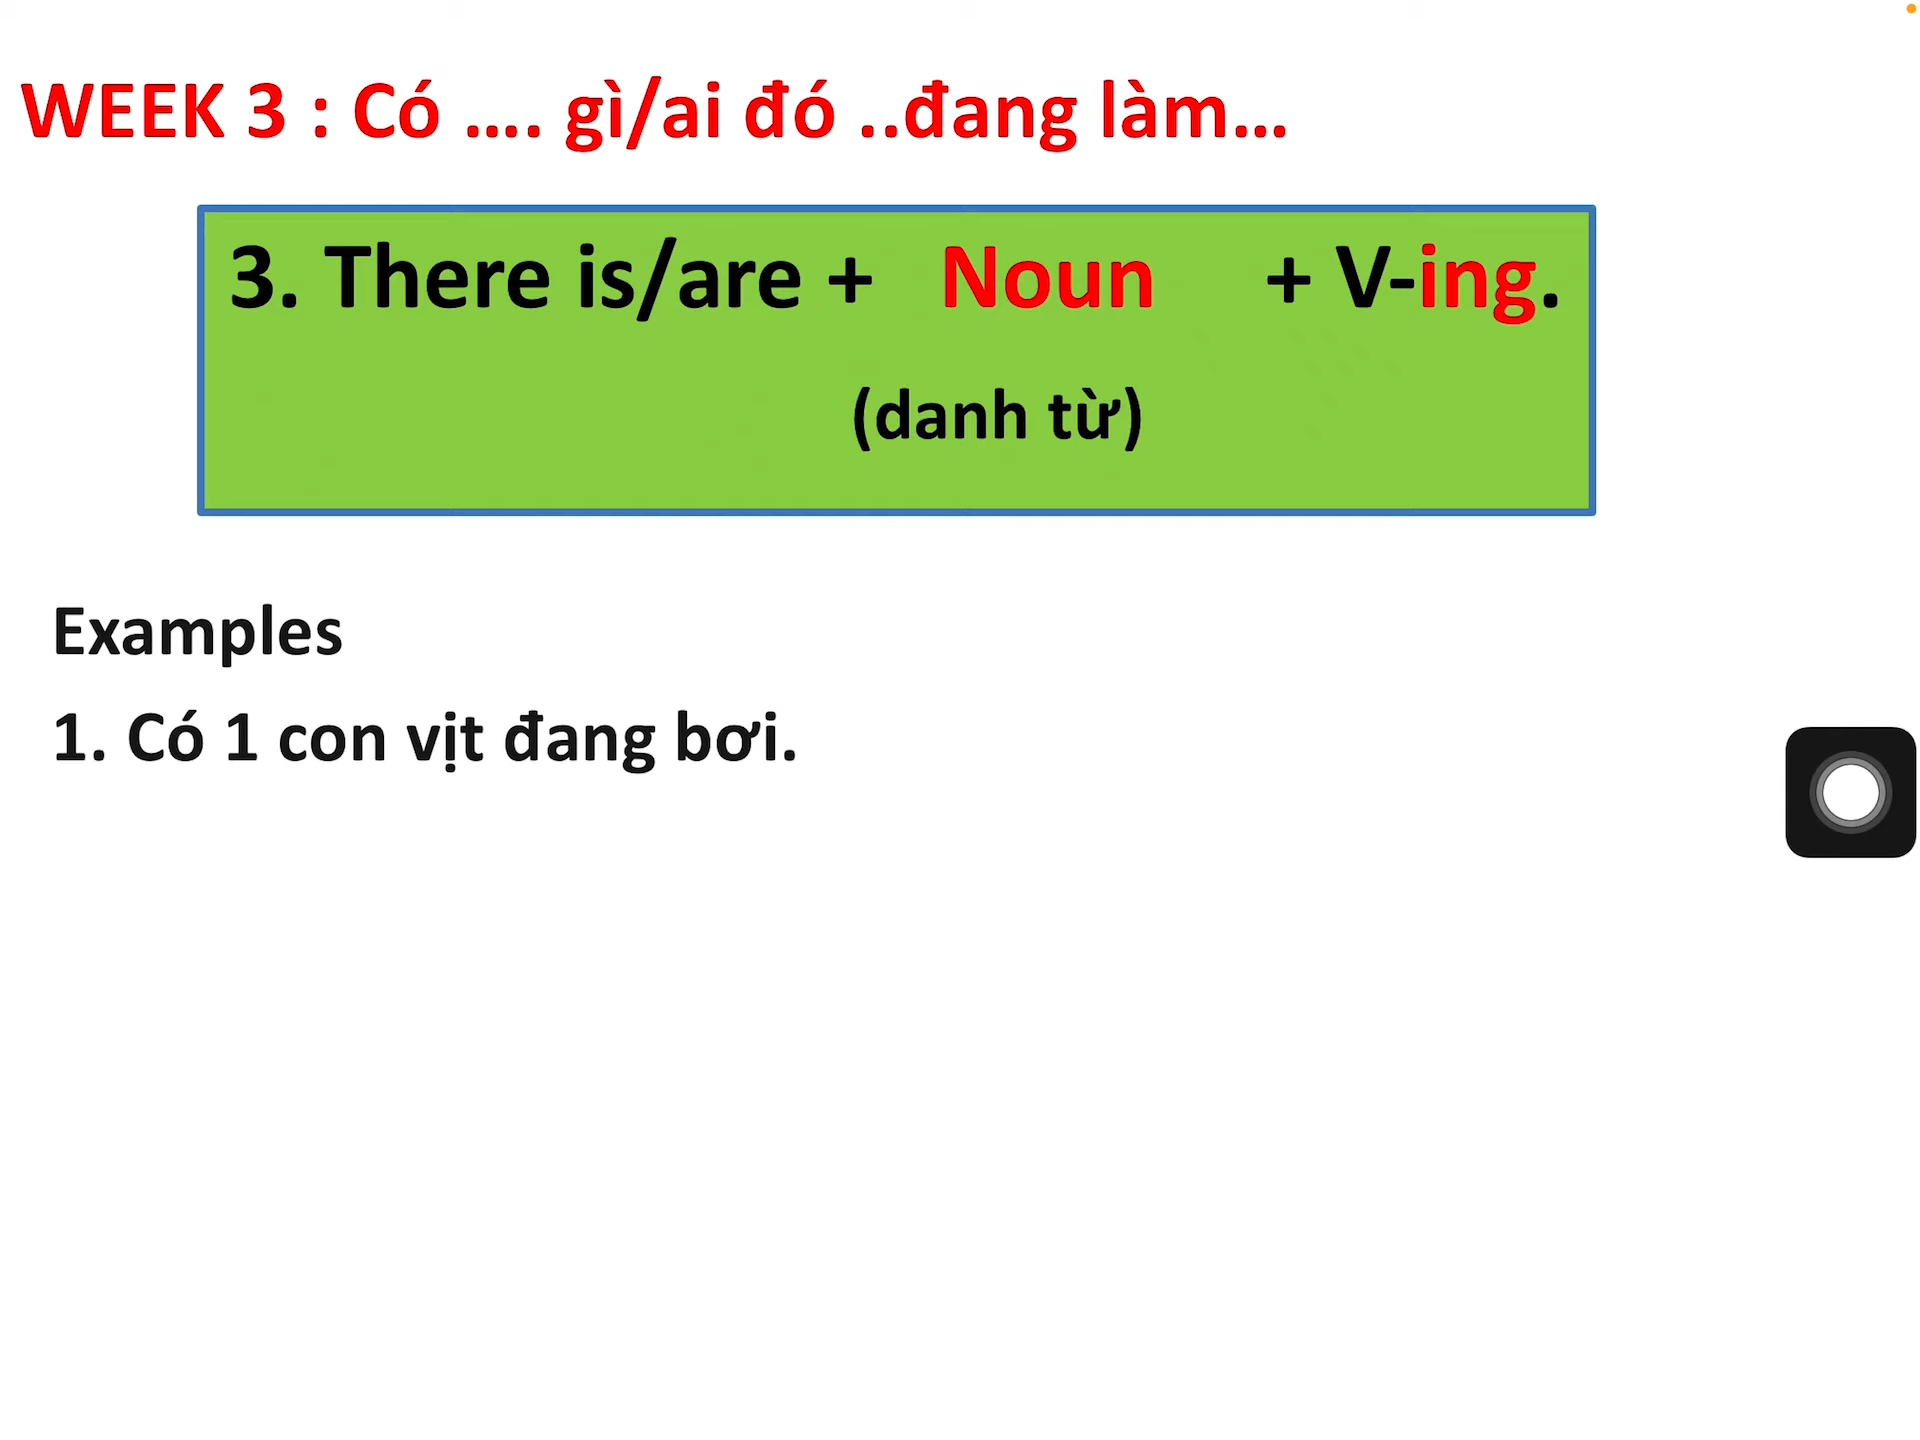 WEEK 3 : Có .... gì/ai đó ..đang làm...
3. There is/are + Noun + V-ing.
(danh từ)
Examples
1. Có 1 con vịt đang bơi.